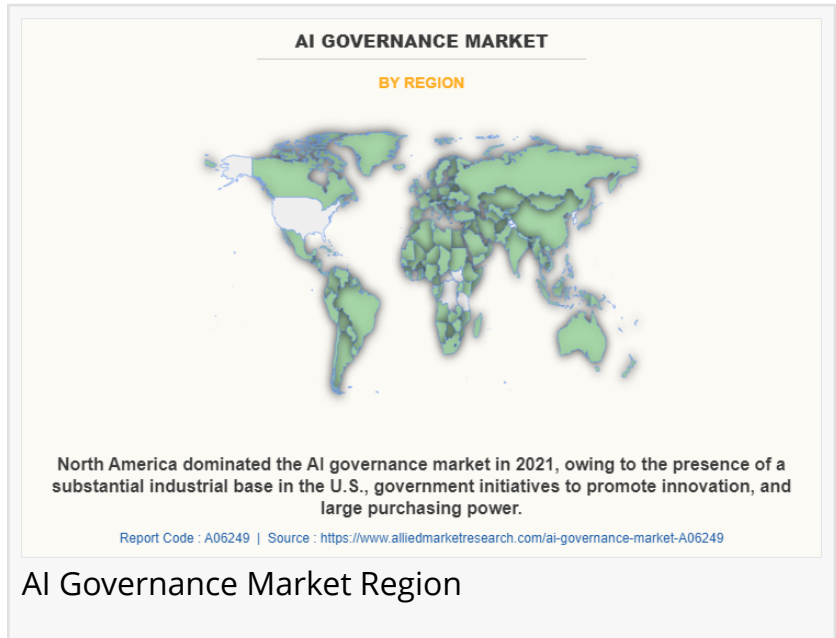 AI GOVERNANCE MARKET
BY REGION
North America dominated the AI governance market in 2021, owing to the presence of a
substantial industrial base in the U.S., government initiatives to promote innovation, and
large purchasing power.
Report Code : A06249 | Source : https://www.alliedmarketresearch.com/ai-governance-market-A06249
AI Governance Market Region